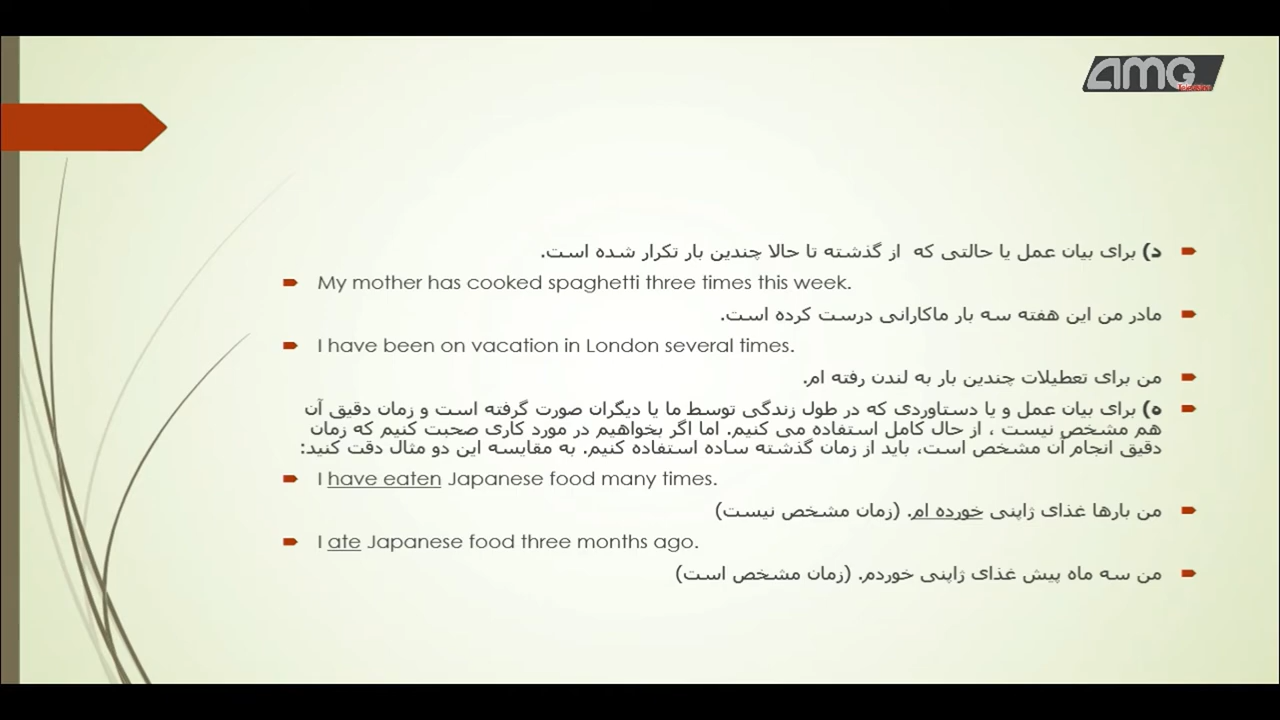 AMG
Television
د) برای بیان عمل یا حالتی که از گذشته تا حالا چندین بار تکرار شده است.
My mother has cooked spaghetti three times this week.
مادر من این هفته سه بار ماکارانی درست کرده است.
I have been on vacation in London several times.
من برای تعطیلات چندین بار به لندن رفته ام.
ه) برای بیان عمل و یا دستاوردی که در طول زندگی توسط ما یا دیگران صورت گرفته است و زمان دقیق آن
هم مشخص نیست ، از حال کامل استفاده می کنیم. اما اگر بخواهیم در مورد کاری صحبت کنیم که زمان
دقیق انجام آن مشخص است، باید از زمان گذشته ساده استفاده کنیم. به مقایسه این دو مثال دقت کنید:
I have eaten Japanese food many times.
من بارها غذای ژاپنی خورده ام. (زمان مشخص نیست)
I ate Japanese food three months ago.
من سه ماه پیش غذای ژاپنی خوردم. (زمان مشخص است)